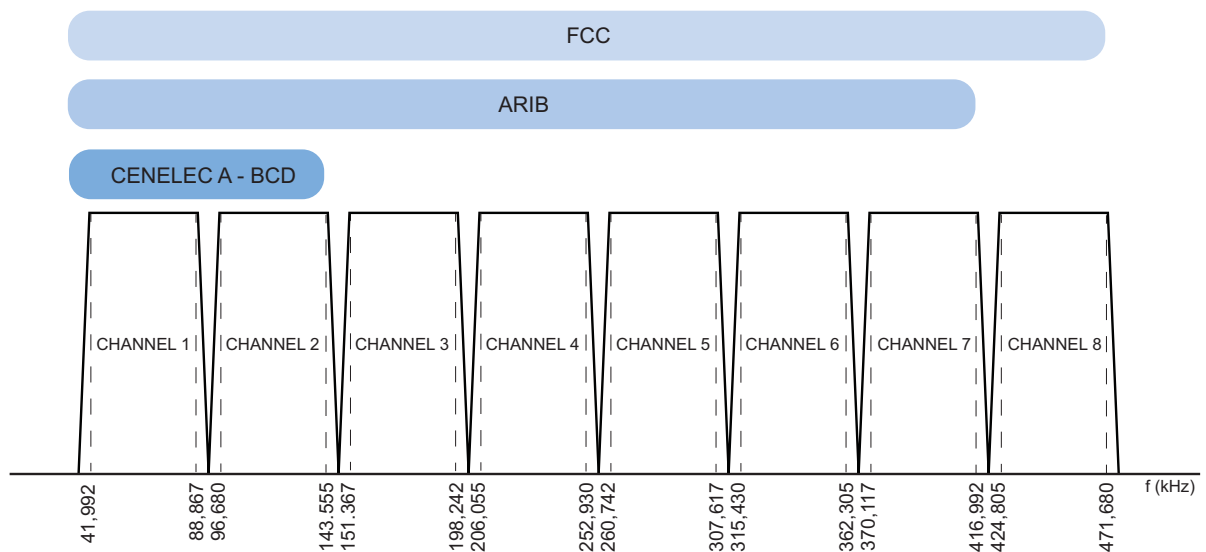 FCC
ARIB
CENELEC A - BCD
CHANNEL 1
CHANNEL 2
CHANNEL 3
CHANNEL 4
CHANNEL 5
CHANNEL 6
CHANNEL 7
CHANNEL 8
41,992
88,867
96,680
143.555
151.367
198,242
206,055
252,930
260,742
307,617
315,430
362,305
370,117
416,992
424,805
471,680
f (kHz)